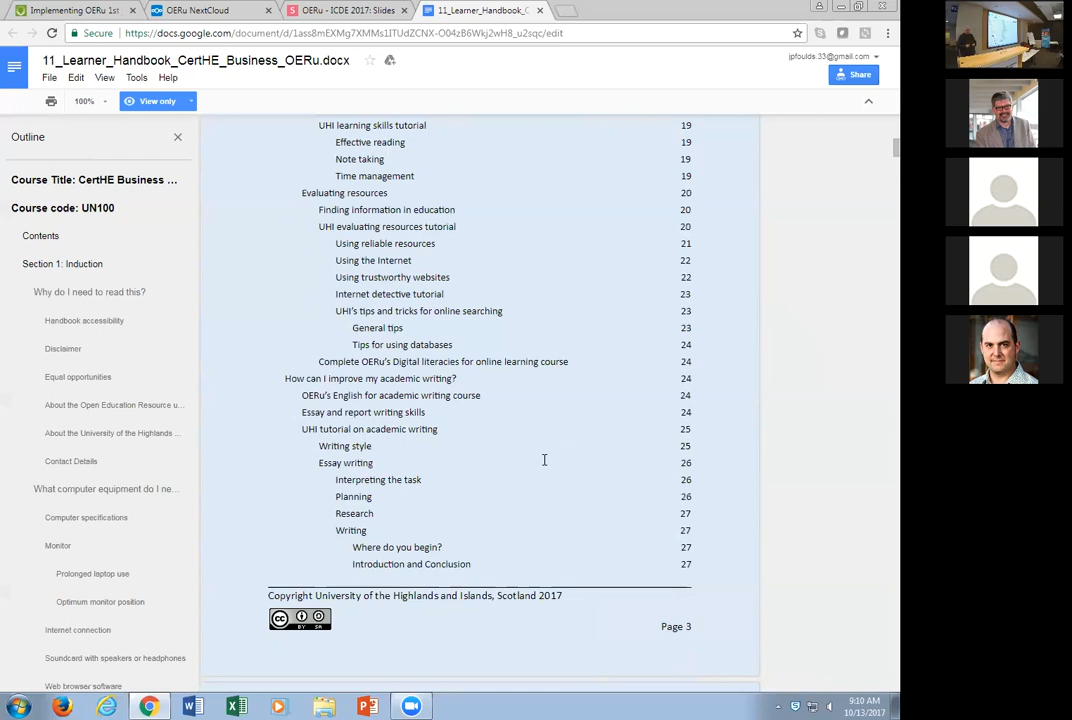 Implementing OERu 1st
OERu NextCloud
OERu - ICDE 2017: Slides
11_Learner_Handbook_C
Secure
https://docs.google.com/document/d/1ass8mEXMg7XMMs1ITUdZCNX-O04zB6Wkj2wH8_u2sqc/edit
11_Learner_Handbook_CertHE_Business_OERu.docx
jpfoulds.33@gmail.com
File Edit View Tools Help
Share
100% View only
Outline
Course Title: CertHE Business ...
Course code: UN100
Contents
Section 1: Induction
Why do I need to read this?
Handbook accessibility
Disclaimer
Equal opportunities
About the Open Education Resource u...
About the University of the Highlands ...
Contact Details
What computer equipment do I ne...
Computer specifications
Monitor
Prolonged laptop use
Optimum monitor position
Internet connection
Soundcard with speakers or headphones
Web browser software
UHI learning skills tutorial 19
Effective reading 19
Note taking 19
Time management 19
Evaluating resources 20
Finding information in education 20
UHI evaluating resources tutorial 20
Using reliable resources 21
Using the Internet 22
Using trustworthy websites 22
Internet detective tutorial 23
UHI's tips and tricks for online searching 23
General tips 23
Tips for using databases 24
Complete OERu's Digital literacies for online learning course 24
How can I improve my academic writing? 24
OERu's English for academic writing course 24
Essay and report writing skills 24
UHI tutorial on academic writing 25
Writing style 25
Essay writing 26
Interpreting the task 26
Planning 26
Research 27
Writing 27
Where do you begin? 27
Introduction and Conclusion 27
Copyright University of the Highlands and Islands, Scotland 2017
cc BY SA
Page 3
9:10 AM
10/13/2017